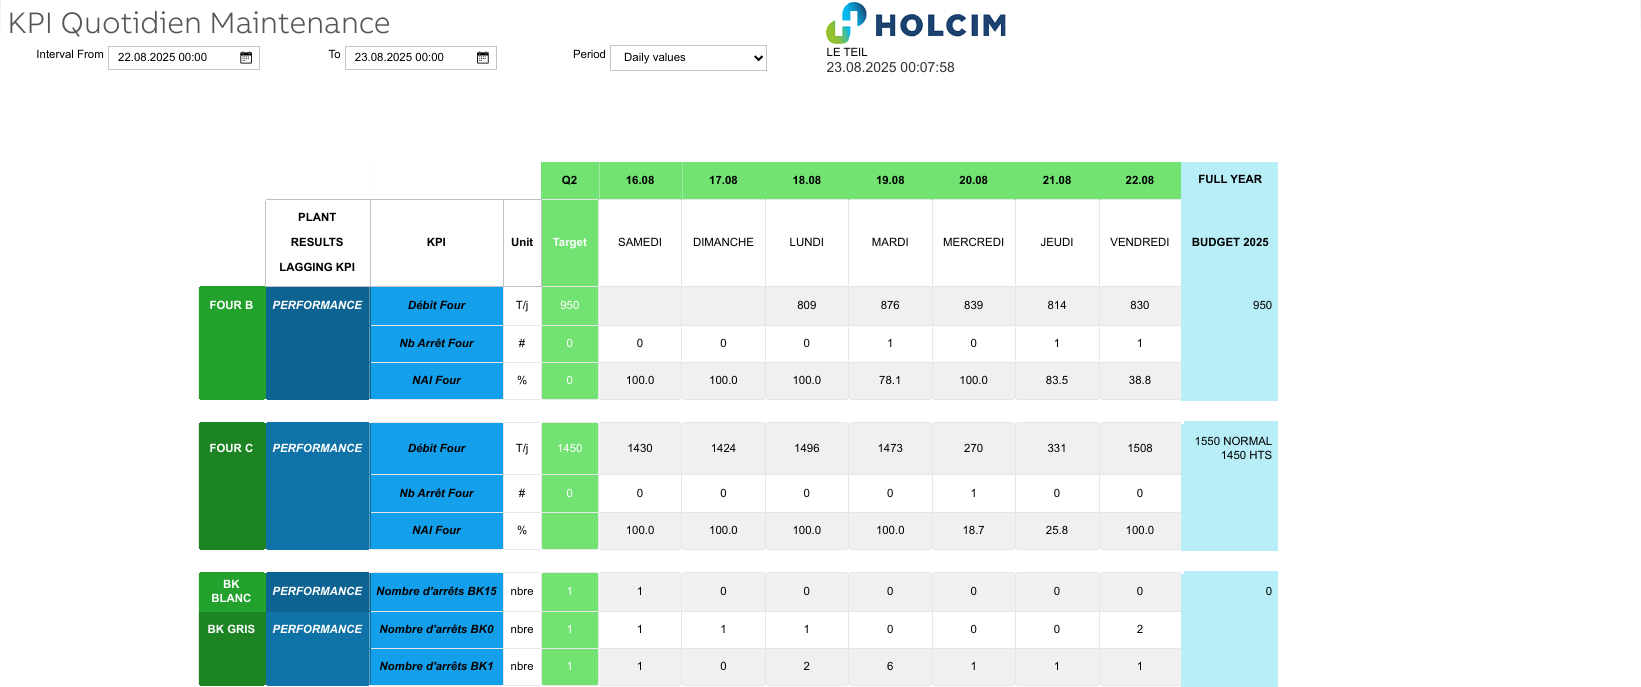 KPI Quotidien Maintenance
HOLCIM
Interval From 22.08.2025 00:00 To 23.08.2025 00:00 Period Daily values
LE TEIL
23.08.2025 00:07:58
Q2 16.08 17.08 18.08 19.08 20.08 21.08 22.08 FULL YEAR
PLANT
RESULTS
LAGGING KPI
KPI Unit Target SAMEDI DIMANCHE LUNDI MARDI MERCREDI JEUDI VENDREDI BUDGET 2025
FOUR B PERFORMANCE Débit Four T/j 950 809 876 839 814 830 950
Nb Arrêt Four # 0 0 0 0 1 0 1 1
NAI Four % 0 100.0 100.0 100.0 78.1 100.0 83.5 38.8
FOUR C PERFORMANCE Débit Four T/j 1450 1430 1424 1496 1473 270 331 1508 1550 NORMAL
1450 HTS
Nb Arrêt Four # 0 0 0 0 0 1 0 0
NAI Four % 100.0 100.0 100.0 100.0 18.7 25.8 100.0
BK
BLANC
PERFORMANCE Nombre d'arrêts BK15 nbre 1 1 0 0 0 0 0 0 0
BK GRIS PERFORMANCE Nombre d'arrêts BK0 nbre 1 1 1 1 0 0 0 2
Nombre d'arrêts BK1 nbre 1 1 0 2 6 1 1 1